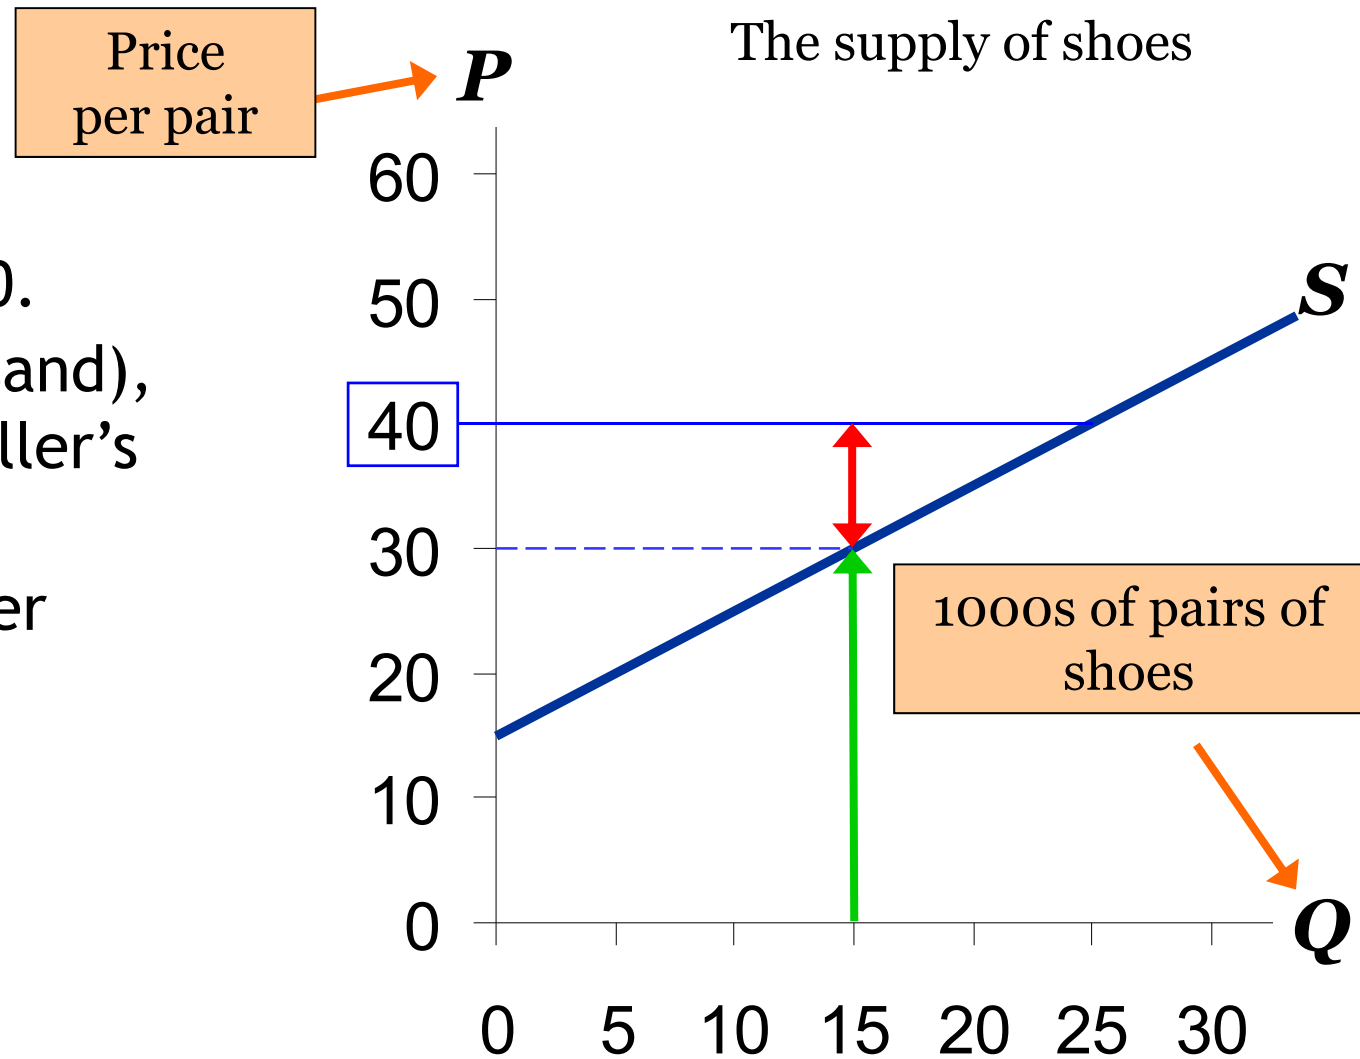 Price
per pair
P
The supply of shoes
60
50
S
40
30
20
10
0
Q
0 5 10 15 20 25 30
1000s of pairs of
shoes
0.
and),
ller’s
er